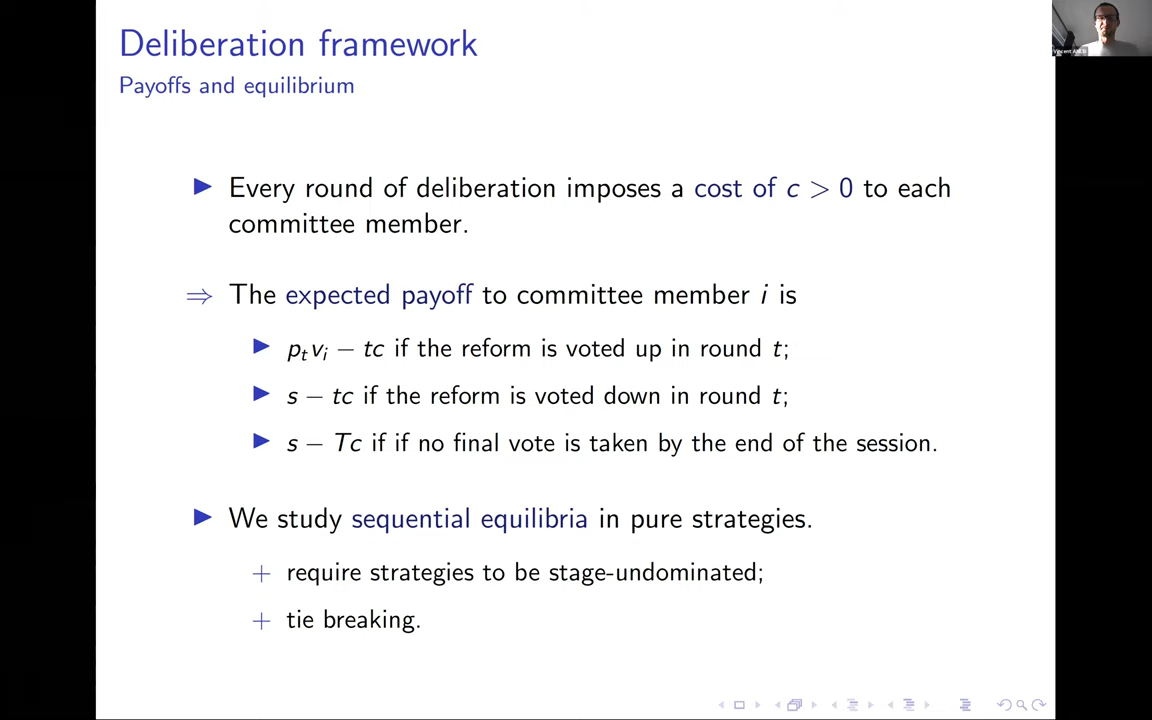 Deliberation framework
Payoffs and equilibrium
▶ Every round of deliberation imposes a cost of c > 0 to each
committee member.
⇒ The expected payoff to committee member i is
▶ pₜvᵢ − tc if the reform is voted up in round t;
▶ s − tc if the reform is voted down in round t;
▶ s − Tc if if no final vote is taken by the end of the session.
▶ We study sequential equilibria in pure strategies.
+ require strategies to be stage-undominated;
+ tie breaking.
Vincent